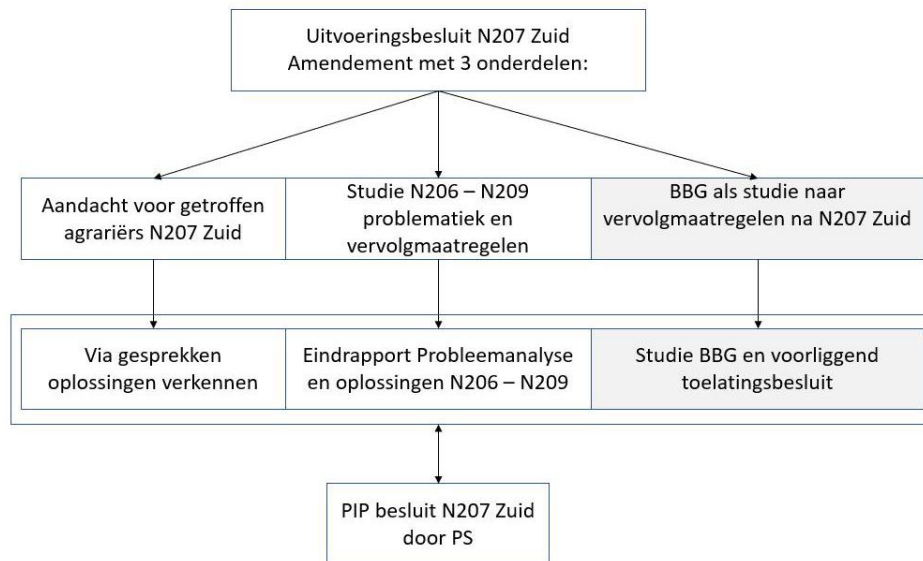 Uitvoeringsbesluit N207 Zuid
Amendement met 3 onderdelen:
Aandacht voor getroffen
agrariërs N207 Zuid
Studie N206 – N209
problematiek en
vervolgmaatregelen
BBG als studie naar
vervolgmaatregelen na N207 Zuid
Via gesprekken
oplossingen verkennen
Eindrapport Probleemanalyse
en oplossingen N206 – N209
Studie BBG en voorliggend
toelatingsbesluit
PIP besluit N207 Zuid
door PS